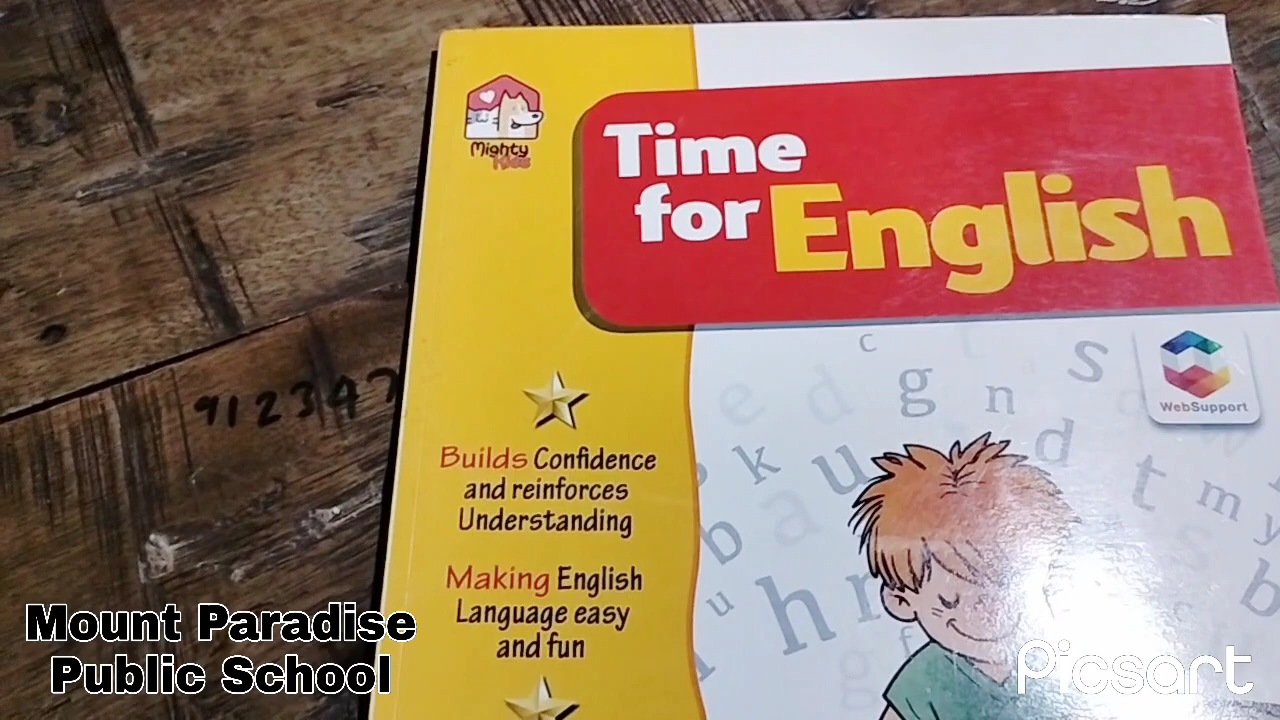 Mighty
Kids
Time
for English
WebSupport
Builds Confidence
and reinforces
Understanding
Making English
Language easy
and fun
c
g
n
s
e
d
k
u
d
t
m
y
b
a
s
b
u
h
r
f
g
912347
Mount Paradise
Public School
Picsart